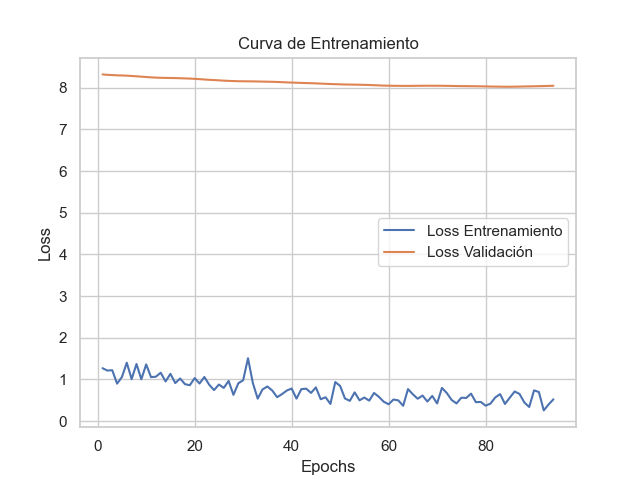 Curva de Entrenamiento
Loss
8
7
6
5
4
3
2
1
0
Loss Entrenamiento
Loss Validación
0 20 40 60 80
Epochs